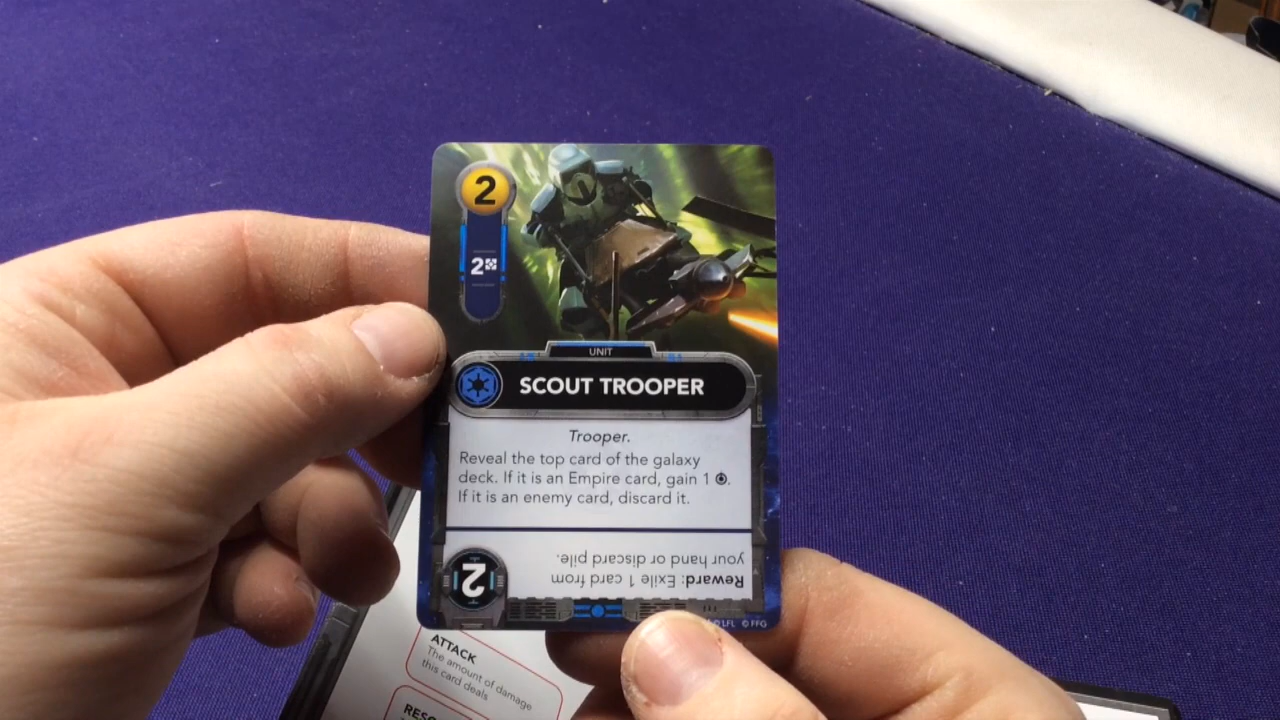 2
2
UNIT
SCOUT TROOPER
Trooper.
Reveal the top card of the galaxy
deck. If it is an Empire card, gain 1 .
If it is an enemy card, discard it.
Reward: Exile 1 card from
your hand or discard pile.
2
© LFL © FFG
ATTACK
The amount of damage
this card deals